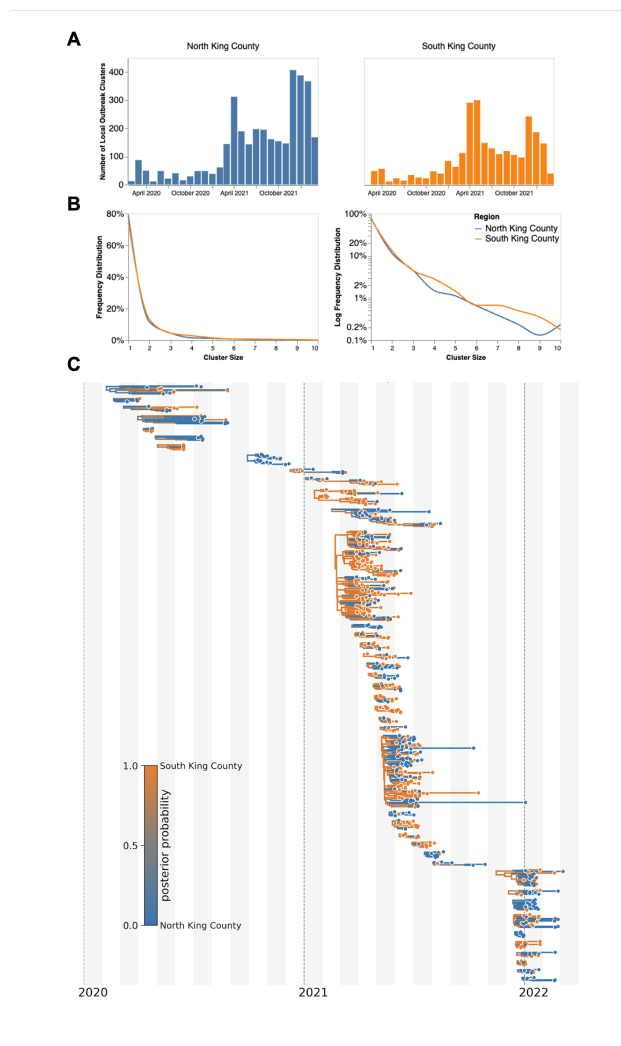 A
North King County
South King County
Number of Local Outbreak Clusters
400
300
200
100
0
April 2020
October 2020
April 2021
October 2021
April 2020
October 2020
April 2021
October 2021
B
80%
60%
40%
20%
0%
Frequency Distribution
1 2 3 4 5 6 7 8 9 10
Cluster Size
100%
20%
10%
2%
1%
0.2%
0.1%
Log Frequency Distribution
Region
North King County
South King County
1 2 3 4 5 6 7 8 9 10
Cluster Size
C
1.0
South King County
0.5
posterior probability
0.0
North King County
2020
2021
2022